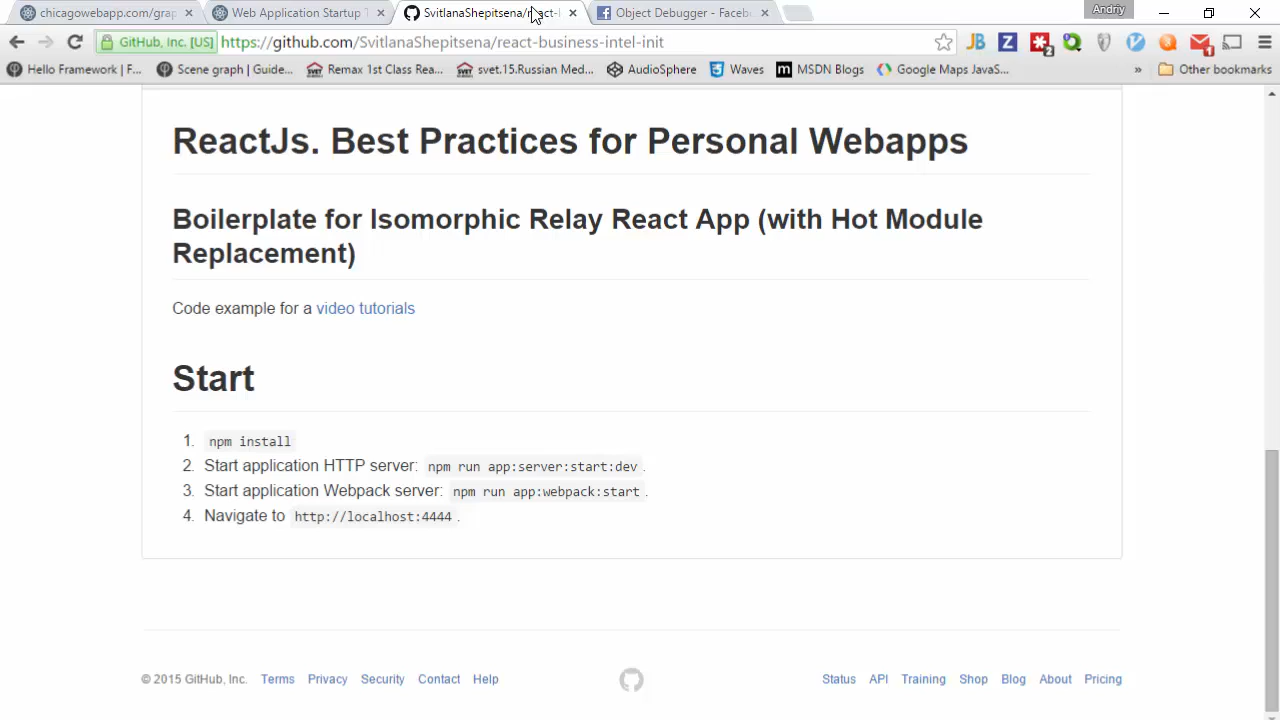 chicagowebapp.com/grap
Web Application Startup T
SvitlanaShepitsena/react-
Object Debugger - Faceb
Andriy
GitHub, Inc. [US]
https://github.com/SvitlanaShepitsena/react-business-intel-init
Hello Framework | F...
Scene graph | Guide...
Remax 1st Class Rea...
svet.15.Russian Med...
AudioSphere
Waves
MSDN Blogs
Google Maps JavaS...
»
Other bookmarks
ReactJs. Best Practices for Personal Webapps
Boilerplate for Isomorphic Relay React App (with Hot Module
Replacement)
Code example for a video tutorials
Start
1. npm install
2. Start application HTTP server: npm run app:server:start:dev .
3. Start application Webpack server: npm run app:webpack:start .
4. Navigate to http://localhost:4444 .
© 2015 GitHub, Inc. Terms Privacy Security Contact Help
Status API Training Shop Blog About Pricing